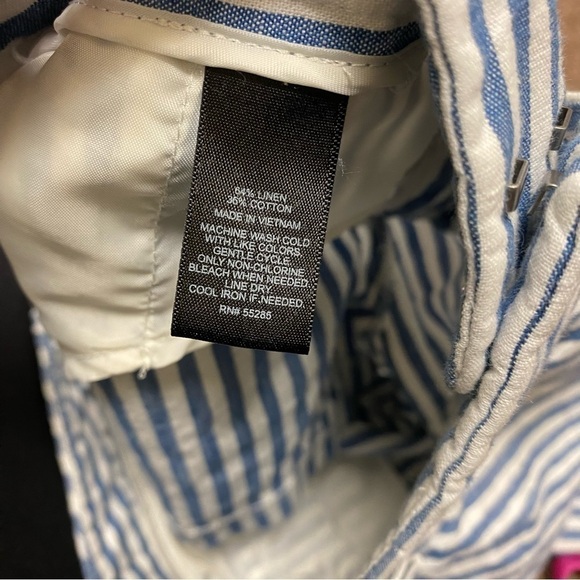 64% LINEN
36% COTTON
MADE IN VIETNAM
MACHINE WASH COLD
WITH LIKE COLORS.
GENTLE CYCLE.
ONLY NON-CHLORINE
BLEACH WHEN NEEDED.
LINE DRY.
COOL IRON IF NEEDED.
RN# 55285